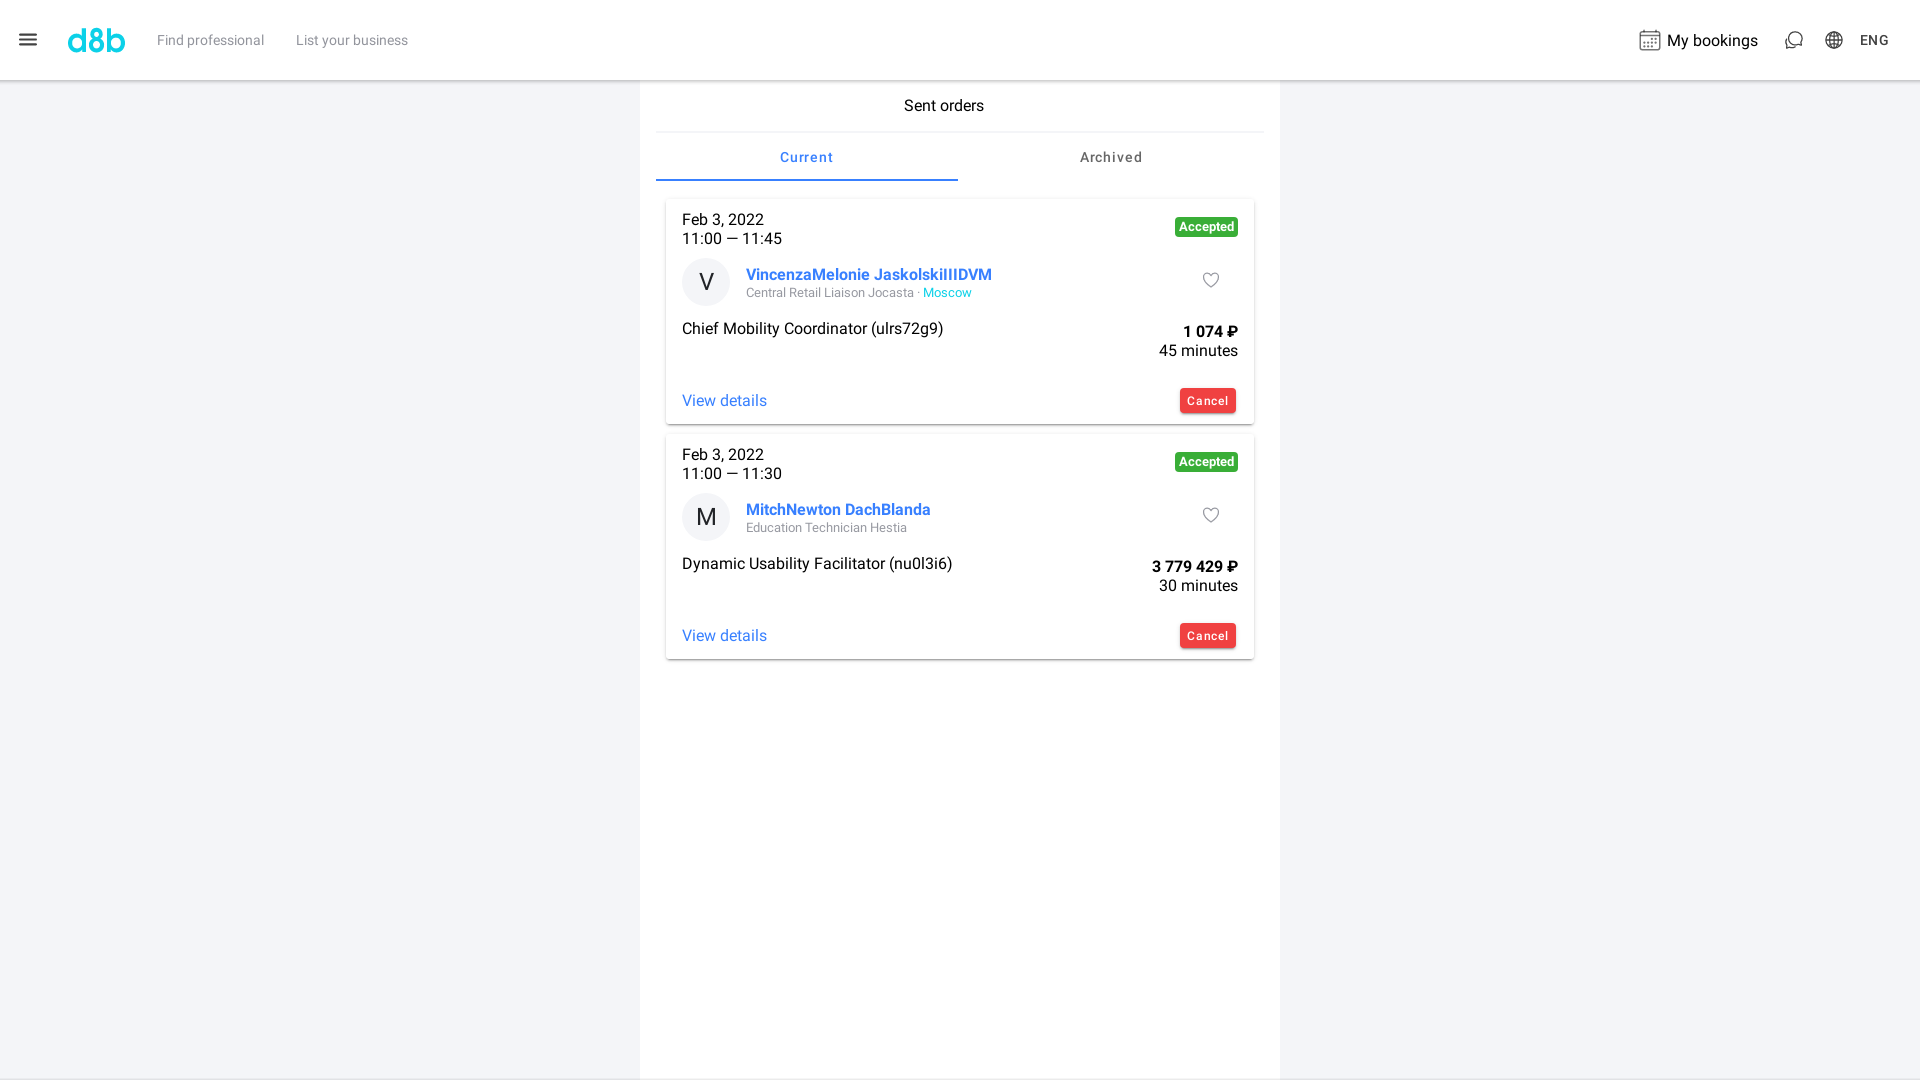 d8b
Find professional
List your business
My bookings
ENG
Sent orders
Current
Archived
Feb 3, 2022
11:00 — 11:45
Accepted
V
VincenzaMelonie JaskolskiIIIDVM
Central Retail Liaison Jocasta · Moscow
Chief Mobility Coordinator (ulrs72g9)
1 074 ₽
45 minutes
View details
Cancel
Feb 3, 2022
11:00 — 11:30
Accepted
M
MitchNewton DachBlanda
Education Technician Hestia
Dynamic Usability Facilitator (nu0l3i6)
3 779 429 ₽
30 minutes
View details
Cancel